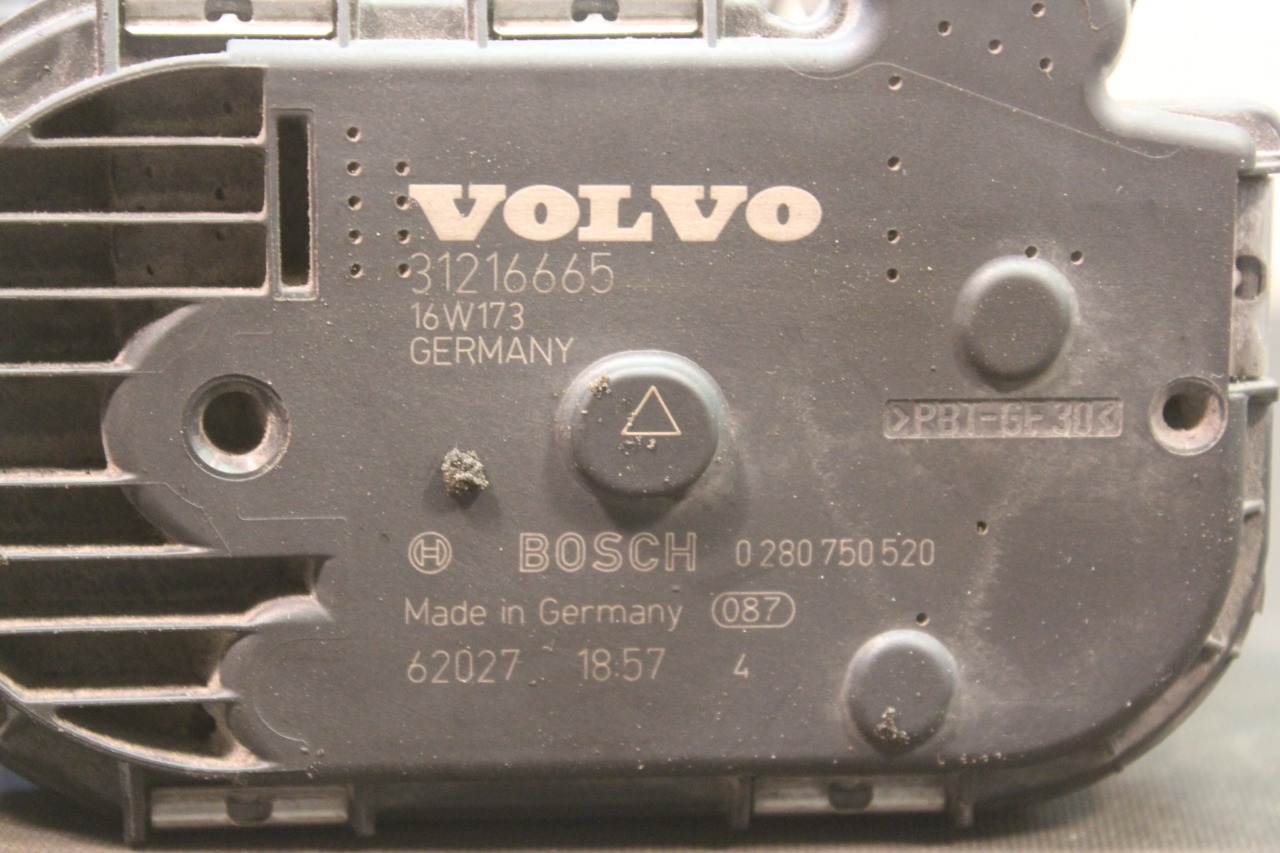 VOLVO
31216665
16W173
GERMANY
>PBT-GF30<
BOSCH 0 280 750 520
Made in Germany 087
62027 18:57 4